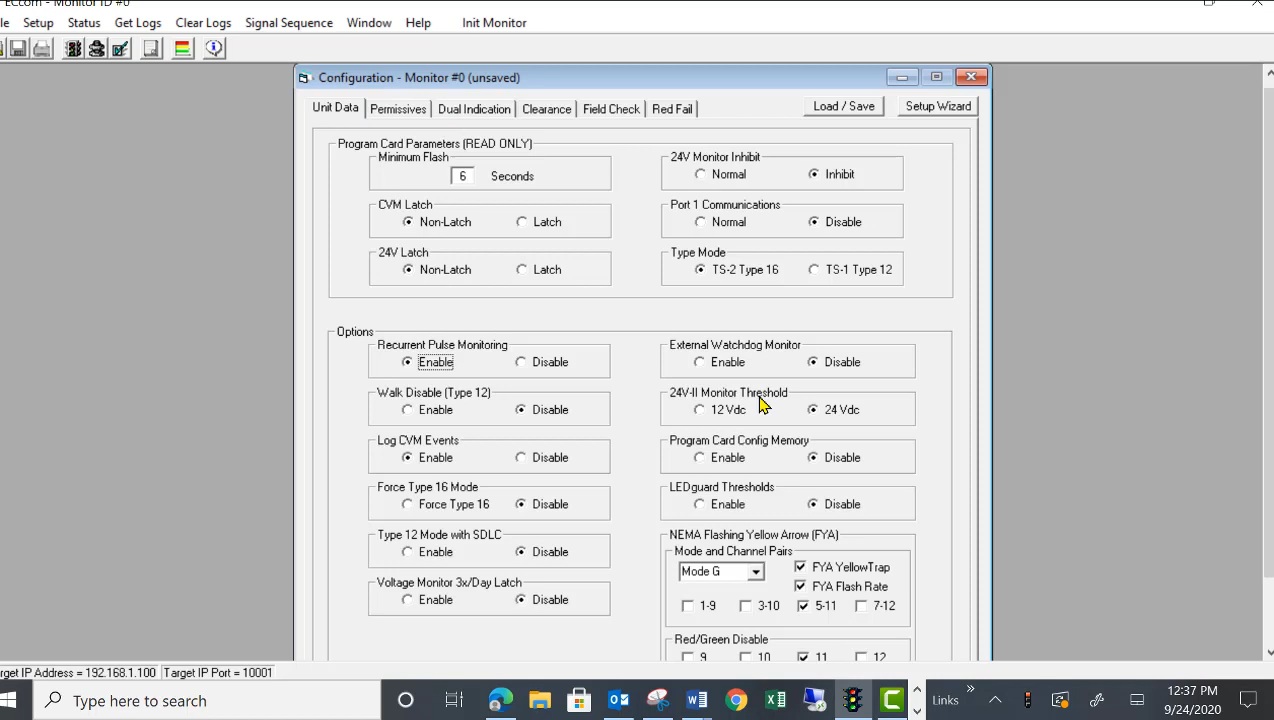 ECcom - Monitor ID #0
le Setup Status Get Logs Clear Logs Signal Sequence Window Help Init Monitor
Configuration - Monitor #0 (unsaved)
Unit Data Permissives Dual Indication Clearance Field Check Red Fail Load / Save Setup Wizard
Program Card Parameters (READ ONLY)
Minimum Flash
6 Seconds
24V Monitor Inhibit
Normal Inhibit
CVM Latch
Non-Latch Latch
Port 1 Communications
Normal Disable
24V Latch
Non-Latch Latch
Type Mode
TS-2 Type 16 TS-1 Type 12
Options
Recurrent Pulse Monitoring
Enable Disable
External Watchdog Monitor
Enable Disable
Walk Disable (Type 12)
Enable Disable
24V-II Monitor Threshold
12 Vdc 24 Vdc
Log CVM Events
Enable Disable
Program Card Config Memory
Enable Disable
Force Type 16 Mode
Force Type 16 Disable
LEDguard Thresholds
Enable Disable
Type 12 Mode with SDLC
Enable Disable
Voltage Monitor 3x/Day Latch
Enable Disable
NEMA Flashing Yellow Arrow (FYA)
Mode and Channel Pairs
Mode G FYA YellowTrap
FYA Flash Rate
1-9 3-10 5-11 7-12
Red/Green Disable
9 10 11 12
rget IP Address = 192.168.1.100 Target IP Port = 10001
Type here to search
Links
12:37 PM
9/24/2020